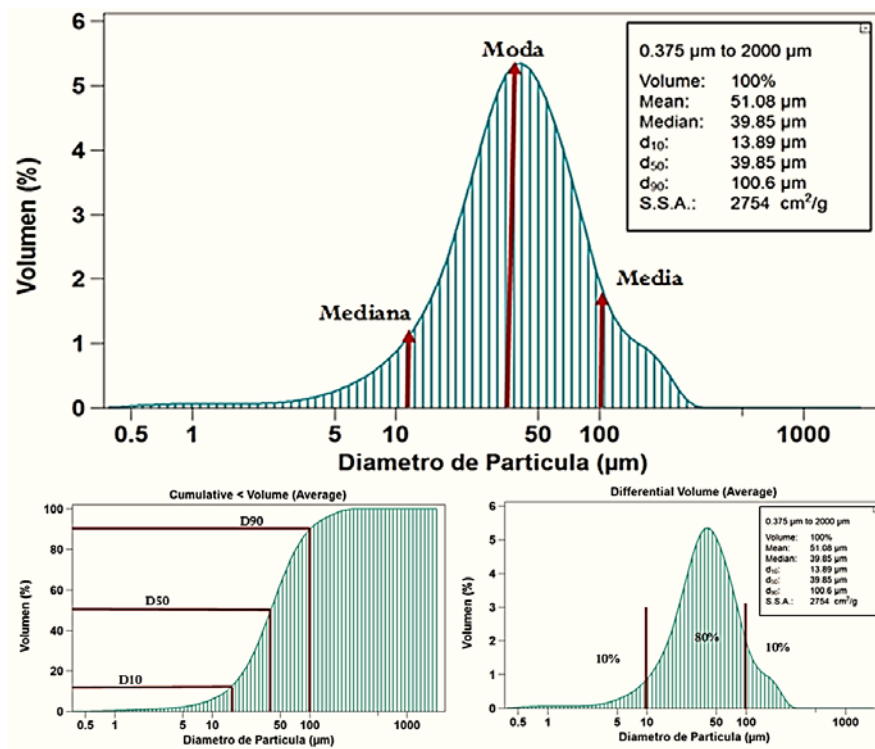 6
5
4
3
2
1
0
Volumen (%)
Moda
Mediana
Media
0.375 µm to 2000 µm
Volume: 100%
Mean: 51.08 µm
Median: 39.85 µm
d₁₀: 13.89 µm
d₅₀: 39.85 µm
d₉₀: 100.6 µm
S.S.A.: 2754 cm²/g
0.5 1 5 10 50 100 1000
Diametro de Particula (µm)
Cumulative < Volume (Average)
100
80
60
40
20
0
Volumen (%)
D90
D50
D10
0.5 1 5 10 50 100 1000
Diametro de Particula (µm)
Differential Volume (Average)
6
5
4
3
2
1
0
Volumen (%)
0.375 µm to 2000 µm
Volume: 100%
Mean: 51.08 µm
Median: 39.85 µm
d₁₀: 13.89 µm
d₅₀: 39.85 µm
d₉₀: 100.6 µm
S.S.A.: 2754 cm²/g
10% 80% 10%
0.5 1 5 10 50 100 1000
Diametro de Particula (µm)